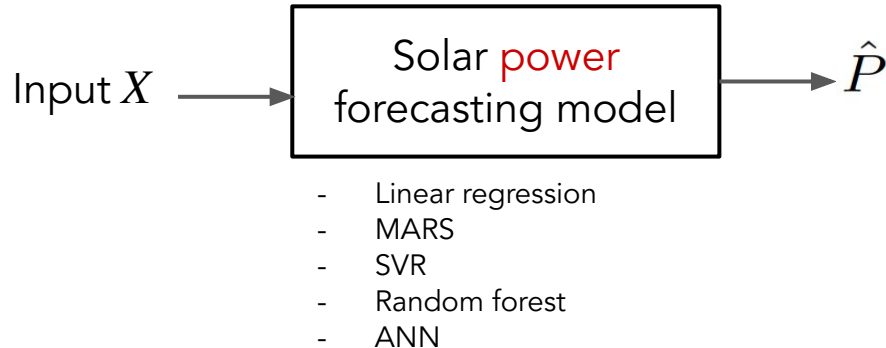 Input X
Solar power
forecasting model
P̂
- Linear regression
- MARS
- SVR
- Random forest
- ANN